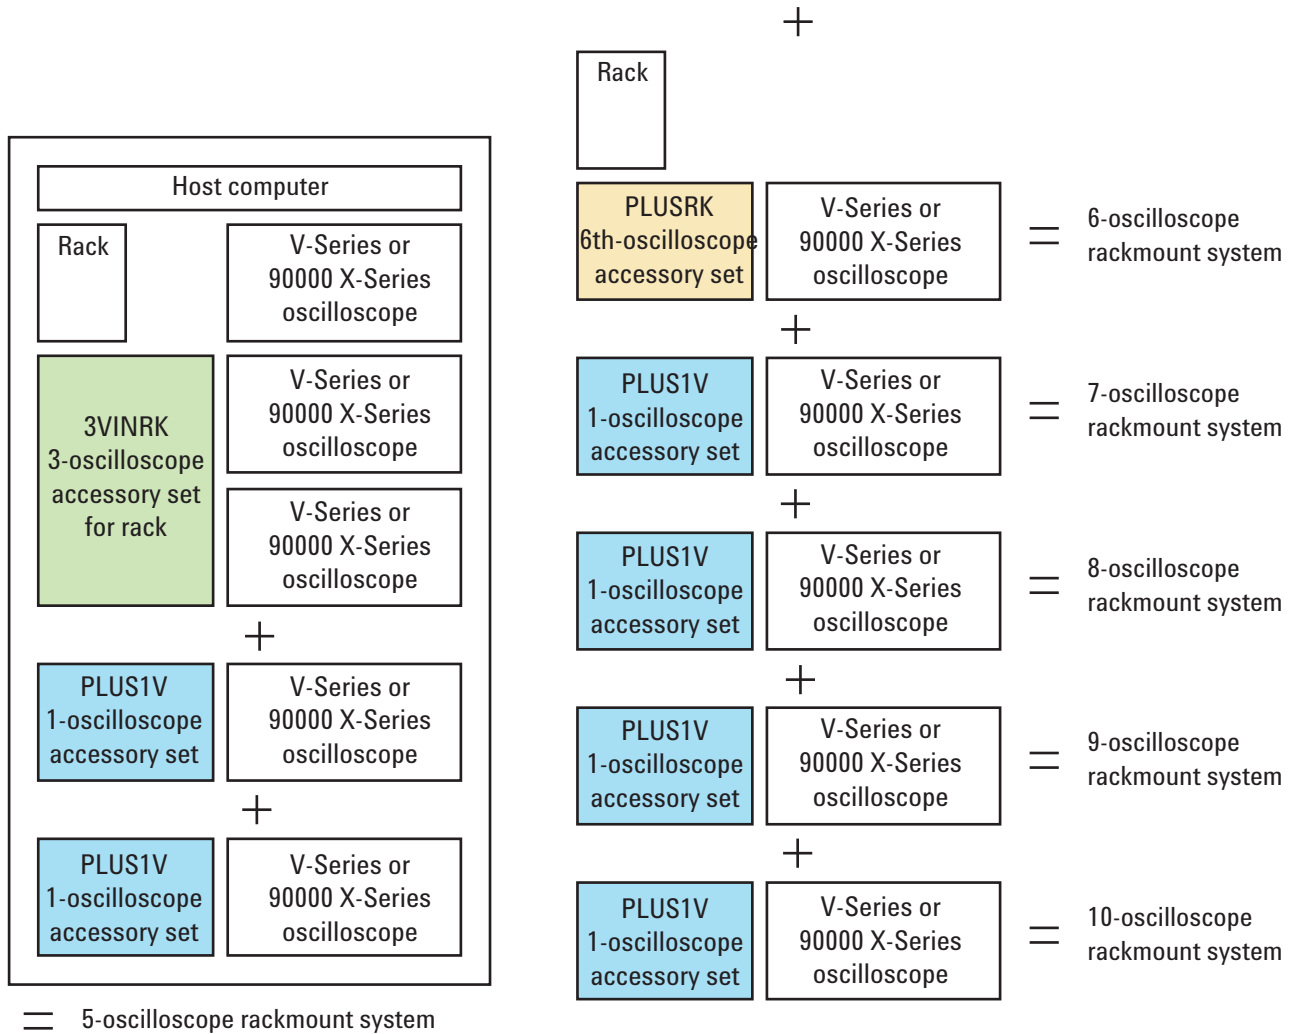 Host computer
Rack
V-Series or
90000 X-Series
oscilloscope
3VINRK
3-oscilloscope
accessory set
for rack
V-Series or
90000 X-Series
oscilloscope
V-Series or
90000 X-Series
oscilloscope
+
PLUS1V
1-oscilloscope
accessory set
V-Series or
90000 X-Series
oscilloscope
+
PLUS1V
1-oscilloscope
accessory set
V-Series or
90000 X-Series
oscilloscope
= 5-oscilloscope rackmount system
+
Rack
PLUSRK
6th-oscilloscope
accessory set
V-Series or
90000 X-Series
oscilloscope
=
6-oscilloscope
rackmount system
+
PLUS1V
1-oscilloscope
accessory set
V-Series or
90000 X-Series
oscilloscope
=
7-oscilloscope
rackmount system
+
PLUS1V
1-oscilloscope
accessory set
V-Series or
90000 X-Series
oscilloscope
=
8-oscilloscope
rackmount system
+
PLUS1V
1-oscilloscope
accessory set
V-Series or
90000 X-Series
oscilloscope
=
9-oscilloscope
rackmount system
+
PLUS1V
1-oscilloscope
accessory set
V-Series or
90000 X-Series
oscilloscope
=
10-oscilloscope
rackmount system